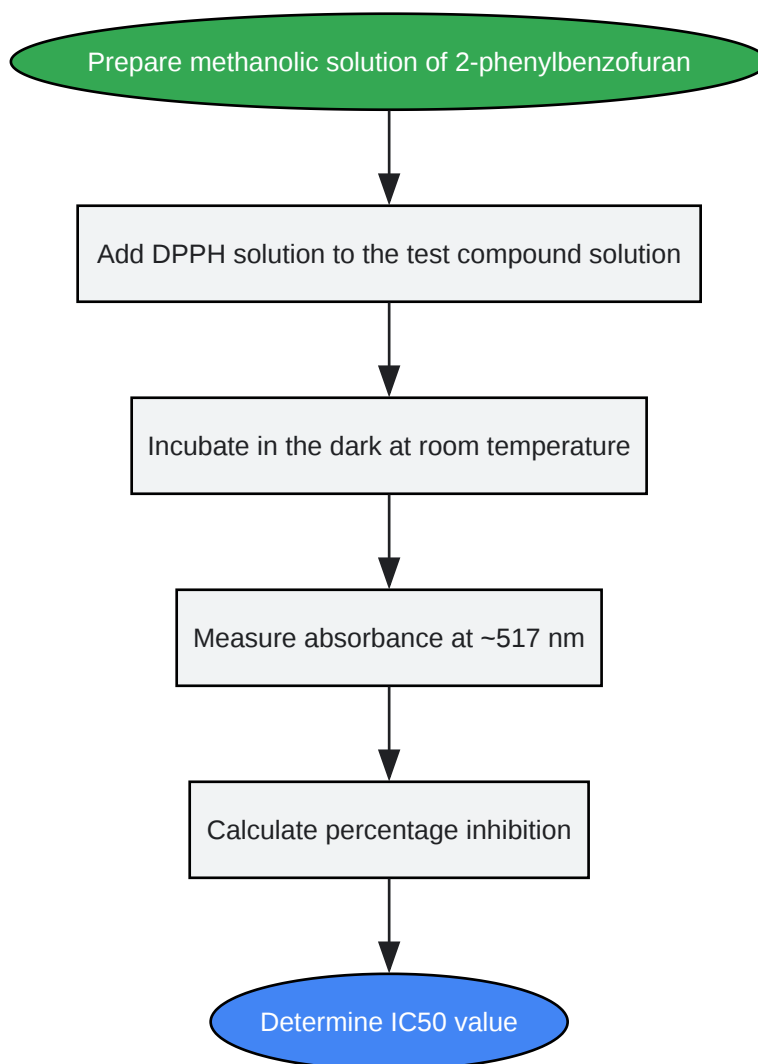 Prepare methanolic solution of 2-phenylbenzofuran
Add DPPH solution to the test compound solution
Incubate in the dark at room temperature
Measure absorbance at ~517 nm
Calculate percentage inhibition
Determine IC50 value